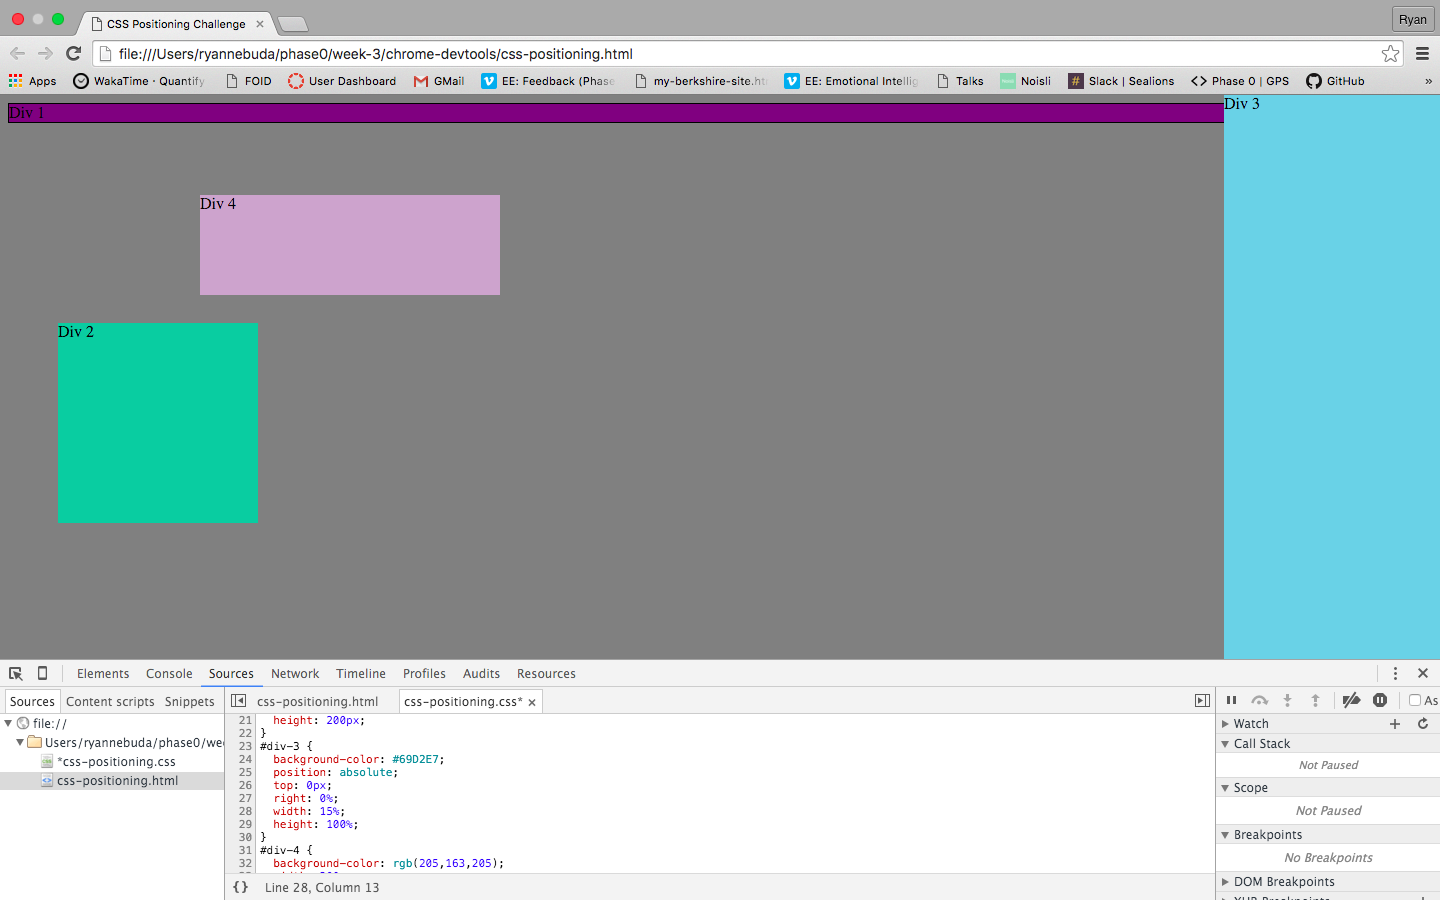 CSS Positioning Challenge
Ryan
file:///Users/ryannebuda/phase0/week-3/chrome-devtools/css-positioning.html
Apps WakaTime · Quantify FOID User Dashboard GMail EE: Feedback (Phase my-berkshire-site.ht EE: Emotional Intellig Talks Noisli # Slack | Sealions Phase 0 | GPS GitHub »
Div 1
Div 3
Div 4
Div 2
Elements Console Sources Network Timeline Profiles Audits Resources
Sources Content scripts Snippets
css-positioning.html css-positioning.css*
As
file://
Users/ryannebuda/phase0/we
*css-positioning.css
css-positioning.html
21 height: 200px;
22 }
23 #div-3 {
24 background-color: #69D2E7;
25 position: absolute;
26 top: 0px;
27 right: 0%;
28 width: 15%;
29 height: 100%;
30 }
31 #div-4 {
32 background-color: rgb(205,163,205);
{} Line 28, Column 13
Watch
Call Stack
Not Paused
Scope
Not Paused
Breakpoints
No Breakpoints
DOM Breakpoints